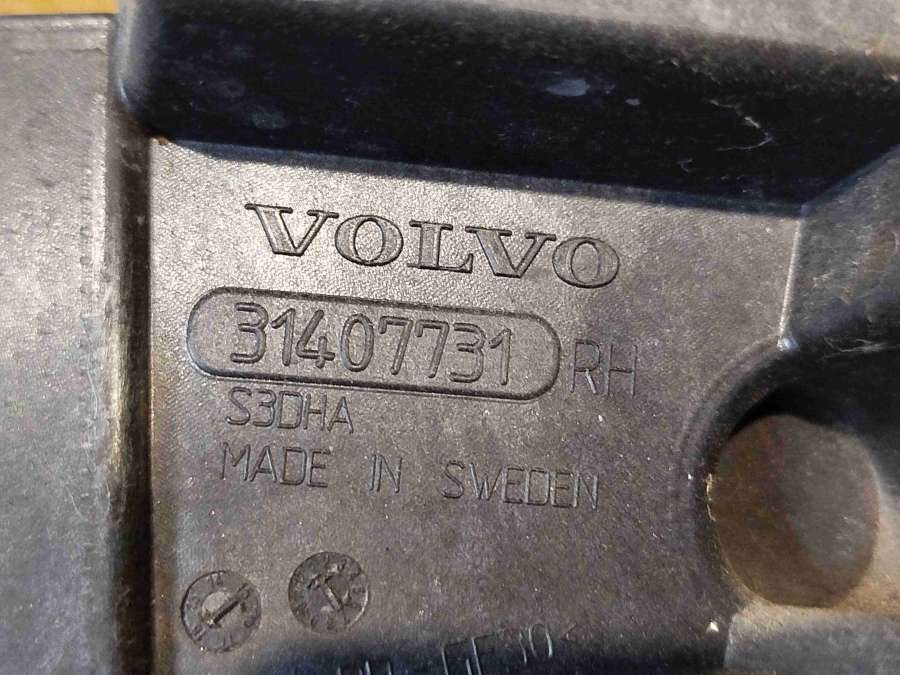 VOLVO
31407731 RH
S3DHA
MADE IN SWEDEN